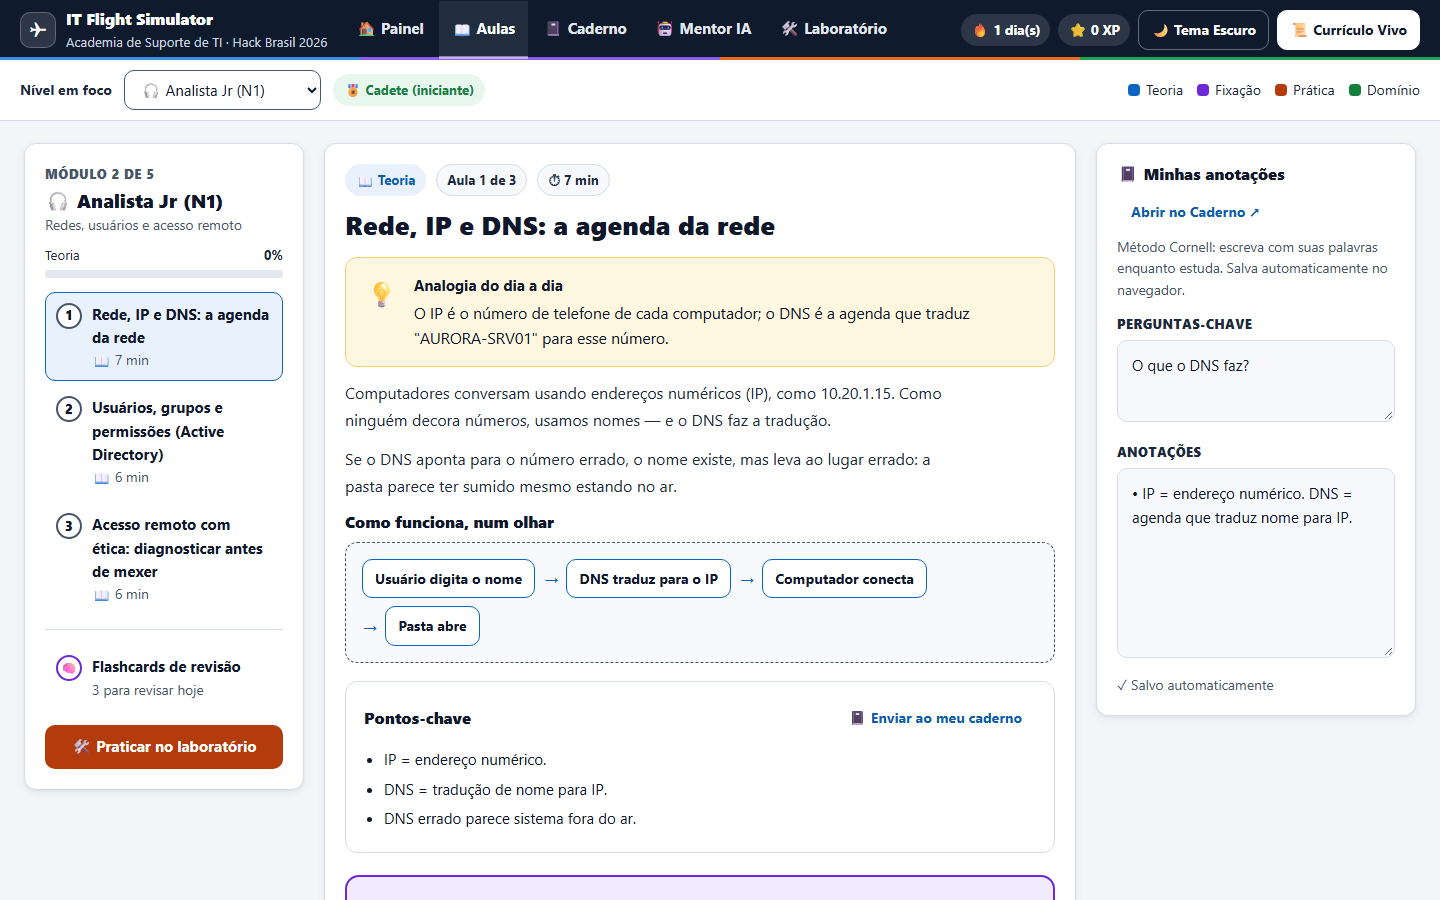 IT Flight Simulator
Academia de Suporte de TI · Hack Brasil 2026
Painel
Aulas
Caderno
Mentor IA
Laboratório
1 dia(s)
0 XP
Tema Escuro
Currículo Vivo
Nível em foco
Analista Jr (N1)
Cadete (iniciante)
Teoria
Fixação
Prática
Domínio
MÓDULO 2 DE 5
Analista Jr (N1)
Redes, usuários e acesso remoto
Teoria
0%
1
Rede, IP e DNS: a agenda
da rede
7 min
2
Usuários, grupos e
permissões (Active
Directory)
6 min
3
Acesso remoto com
ética: diagnosticar antes
de mexer
6 min
Flashcards de revisão
3 para revisar hoje
Praticar no laboratório
Teoria
Aula 1 de 3
7 min
Rede, IP e DNS: a agenda da rede
Analogia do dia a dia
O IP é o número de telefone de cada computador; o DNS é a agenda que traduz
"AURORA-SRV01" para esse número.
Computadores conversam usando endereços numéricos (IP), como 10.20.1.15. Como
ninguém decora números, usamos nomes — e o DNS faz a tradução.
Se o DNS aponta para o número errado, o nome existe, mas leva ao lugar errado: a
pasta parece ter sumido mesmo estando no ar.
Como funciona, num olhar
Usuário digita o nome
→
DNS traduz para o IP
→
Computador conecta
→
Pasta abre
Pontos-chave
Enviar ao meu caderno
• IP = endereço numérico.
• DNS = tradução de nome para IP.
• DNS errado parece sistema fora do ar.
Minhas anotações
Abrir no Caderno ↗
Método Cornell: escreva com suas palavras
enquanto estuda. Salva automaticamente no
navegador.
PERGUNTAS-CHAVE
O que o DNS faz?
ANOTAÇÕES
• IP = endereço numérico. DNS =
agenda que traduz nome para IP.
✓ Salvo automaticamente